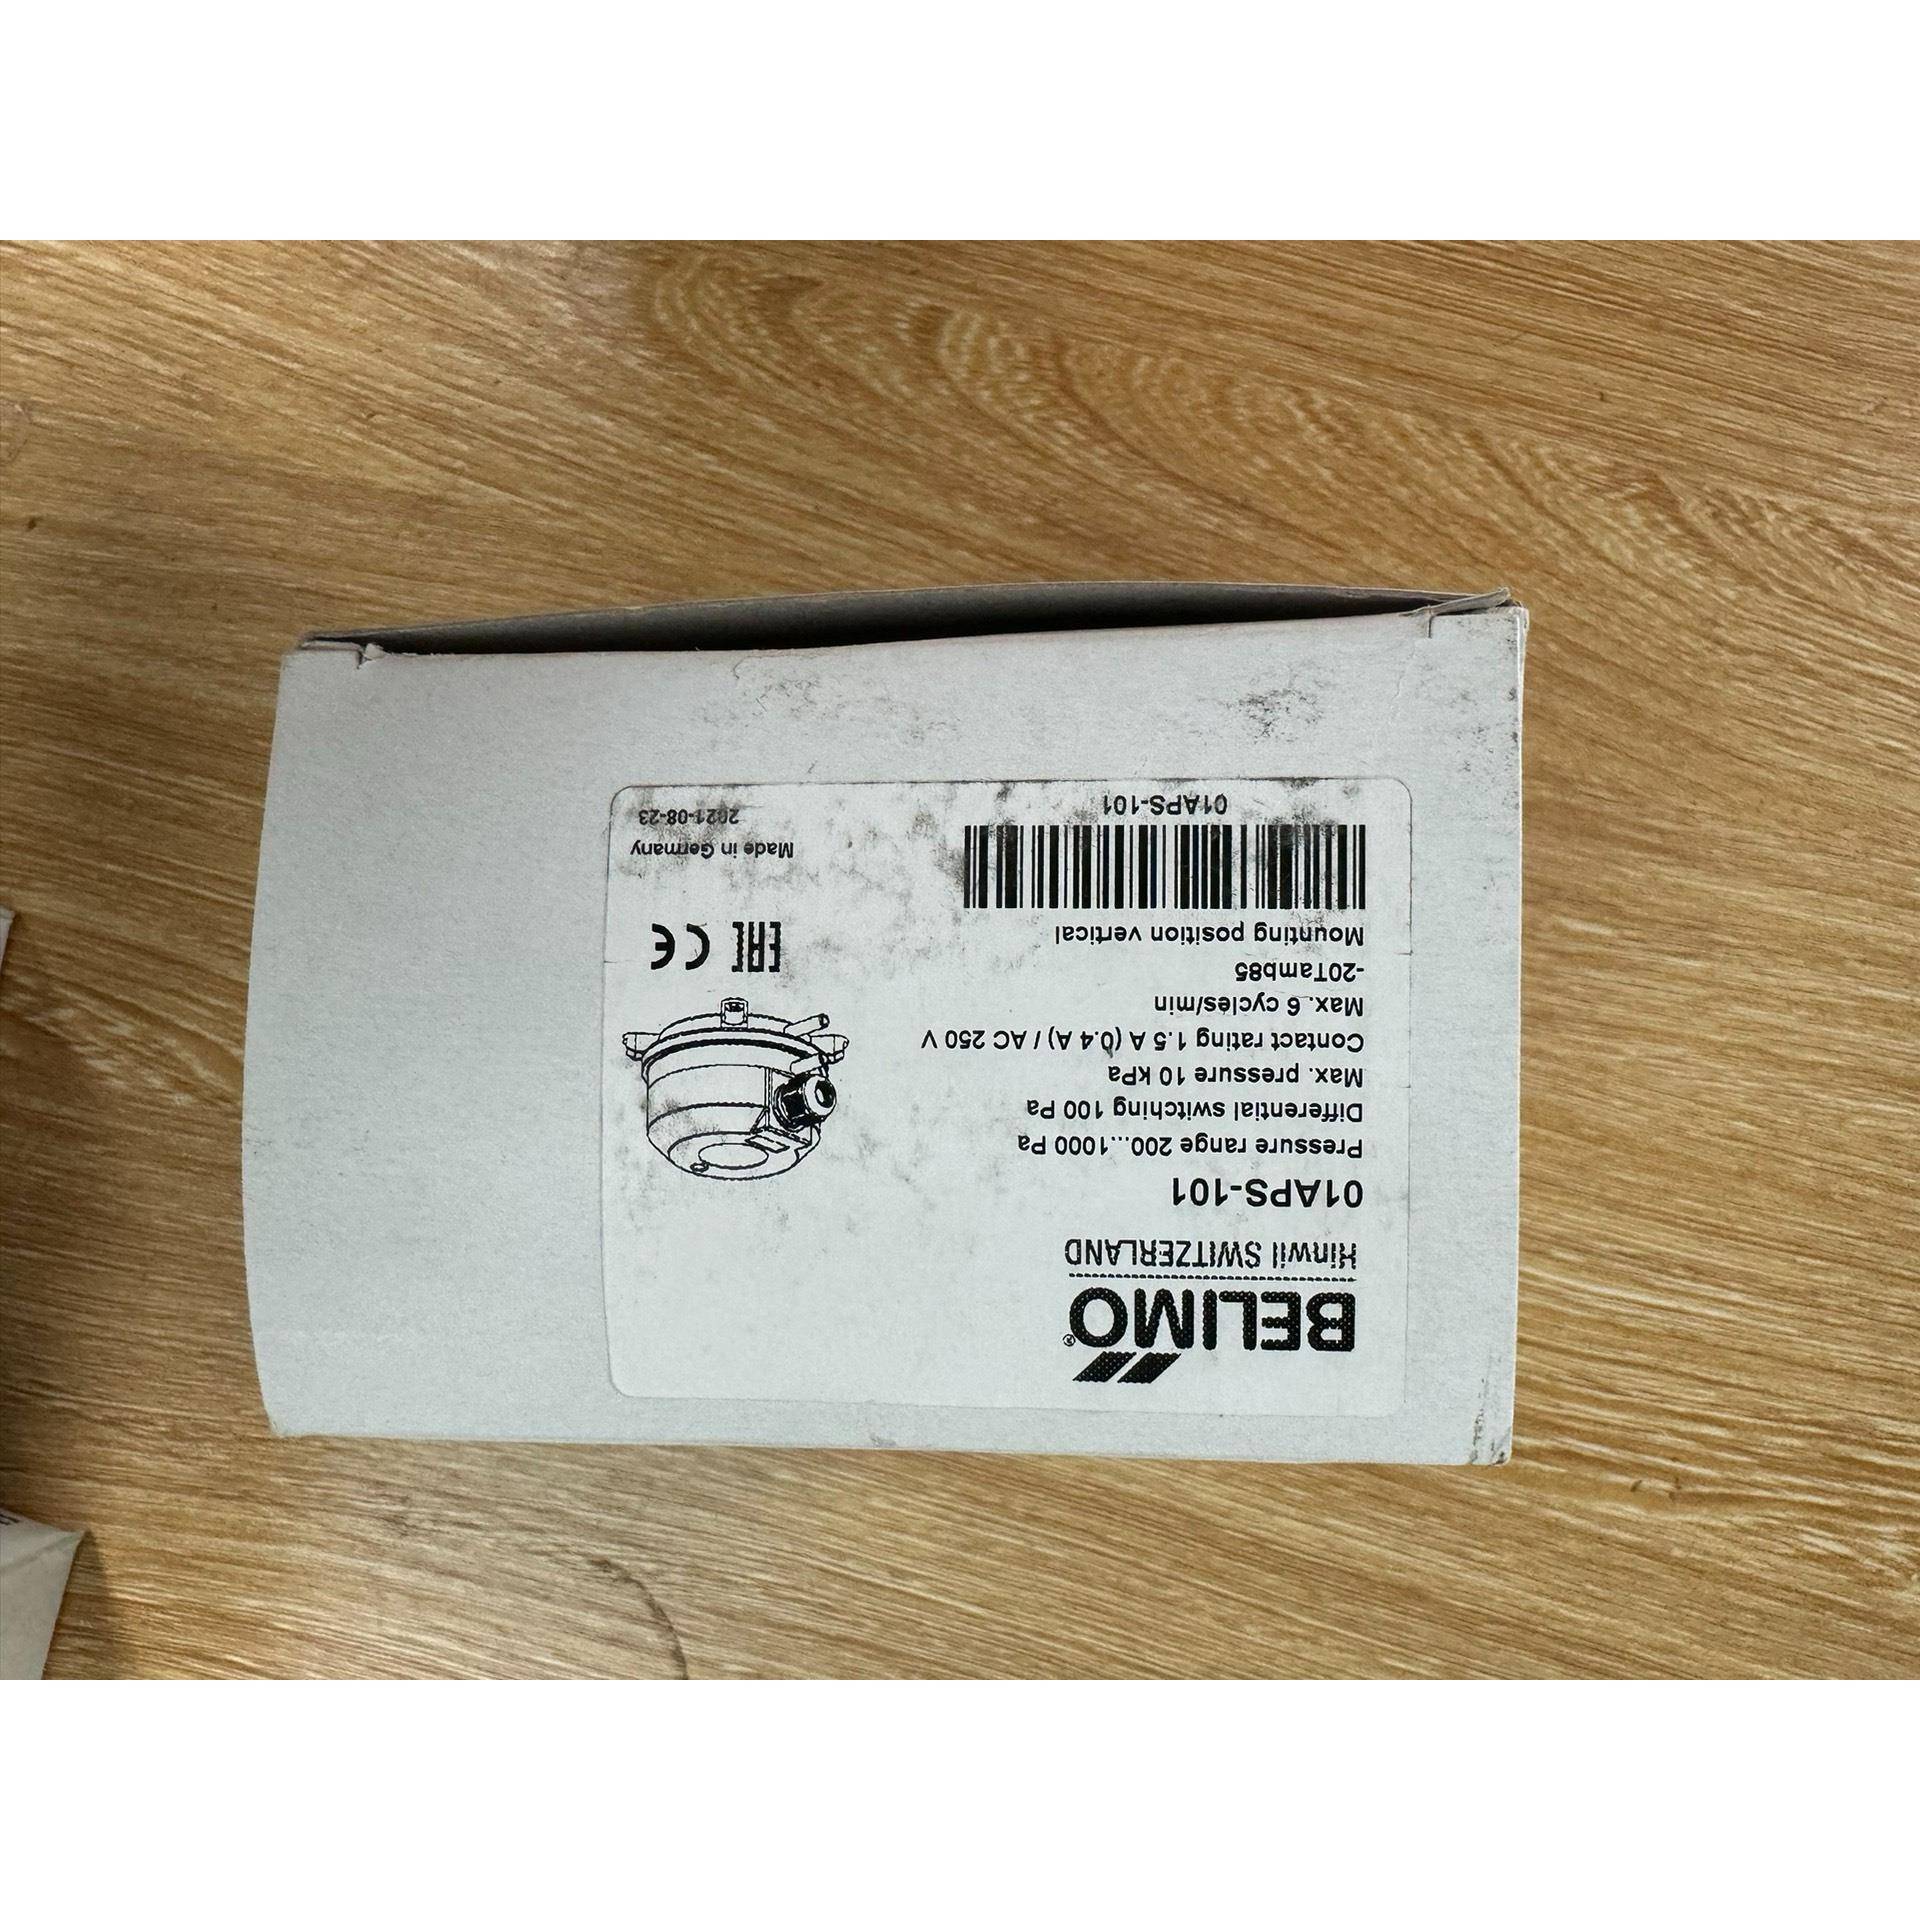 BELIMO®
Hinwil SWITZERLAND
01APS-101
Pressure range 200...1000 Pa
Differential switching 100 Pa
Max. pressure 10 kPa
Contact rating 1.5 A (0.4 A) / AC 250 V
Max. 6 cycles/min
-20Tamb85
Mounting position vertical
01APS-101
EAC CE
Made in Germany
2021-08-23